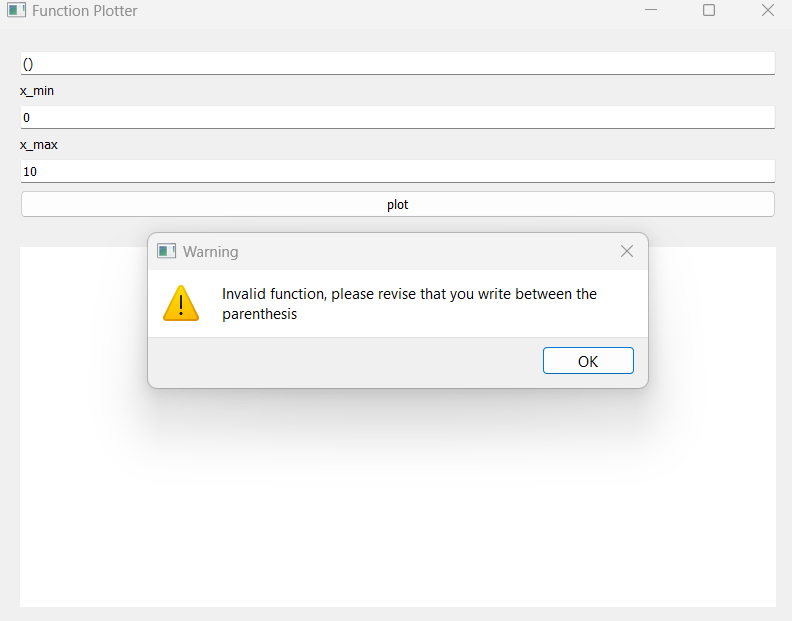 Function Plotter
()
x_min
0
x_max
10
plot
Warning
Invalid function, please revise that you write between the
parenthesis
OK